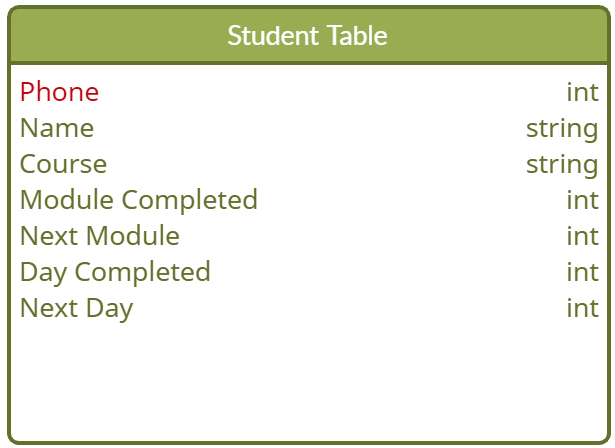 Student Table
Phone int
Name string
Course string
Module Completed int
Next Module int
Day Completed int
Next Day int